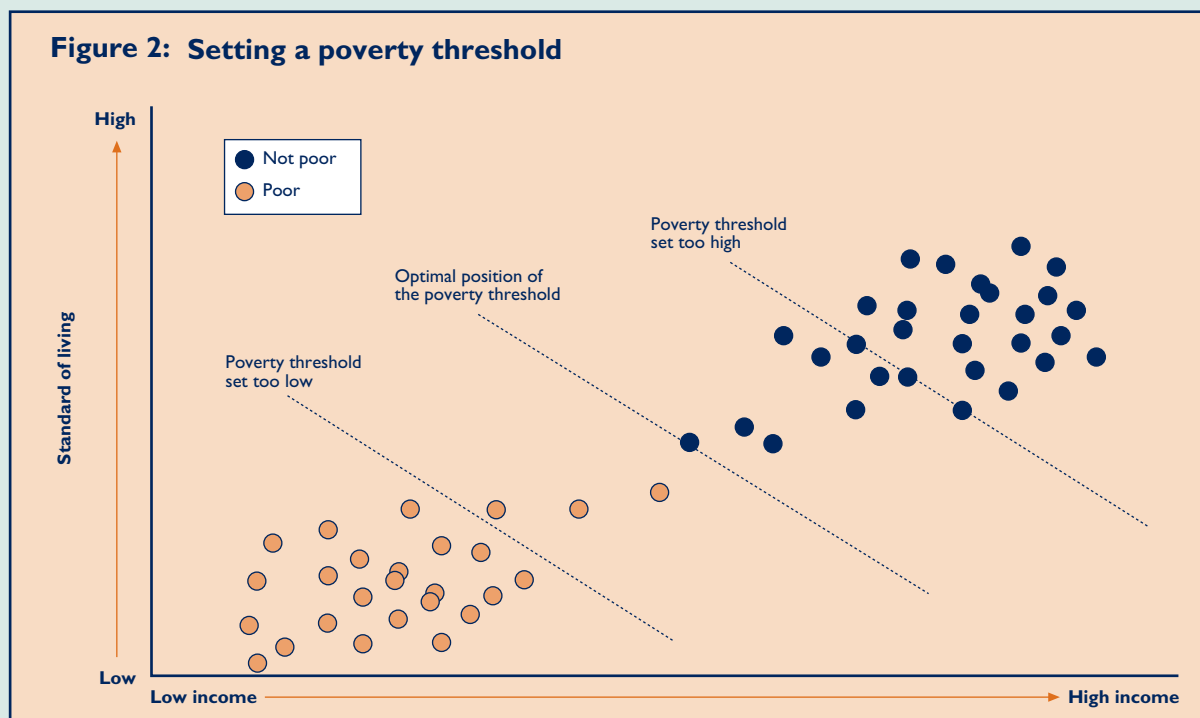 Figure 2: Setting a poverty threshold
High
Not poor
Poor
Poverty threshold
set too high
Optimal position of
the poverty threshold
Poverty threshold
set too low
Standard of living
Low
Low income
High income